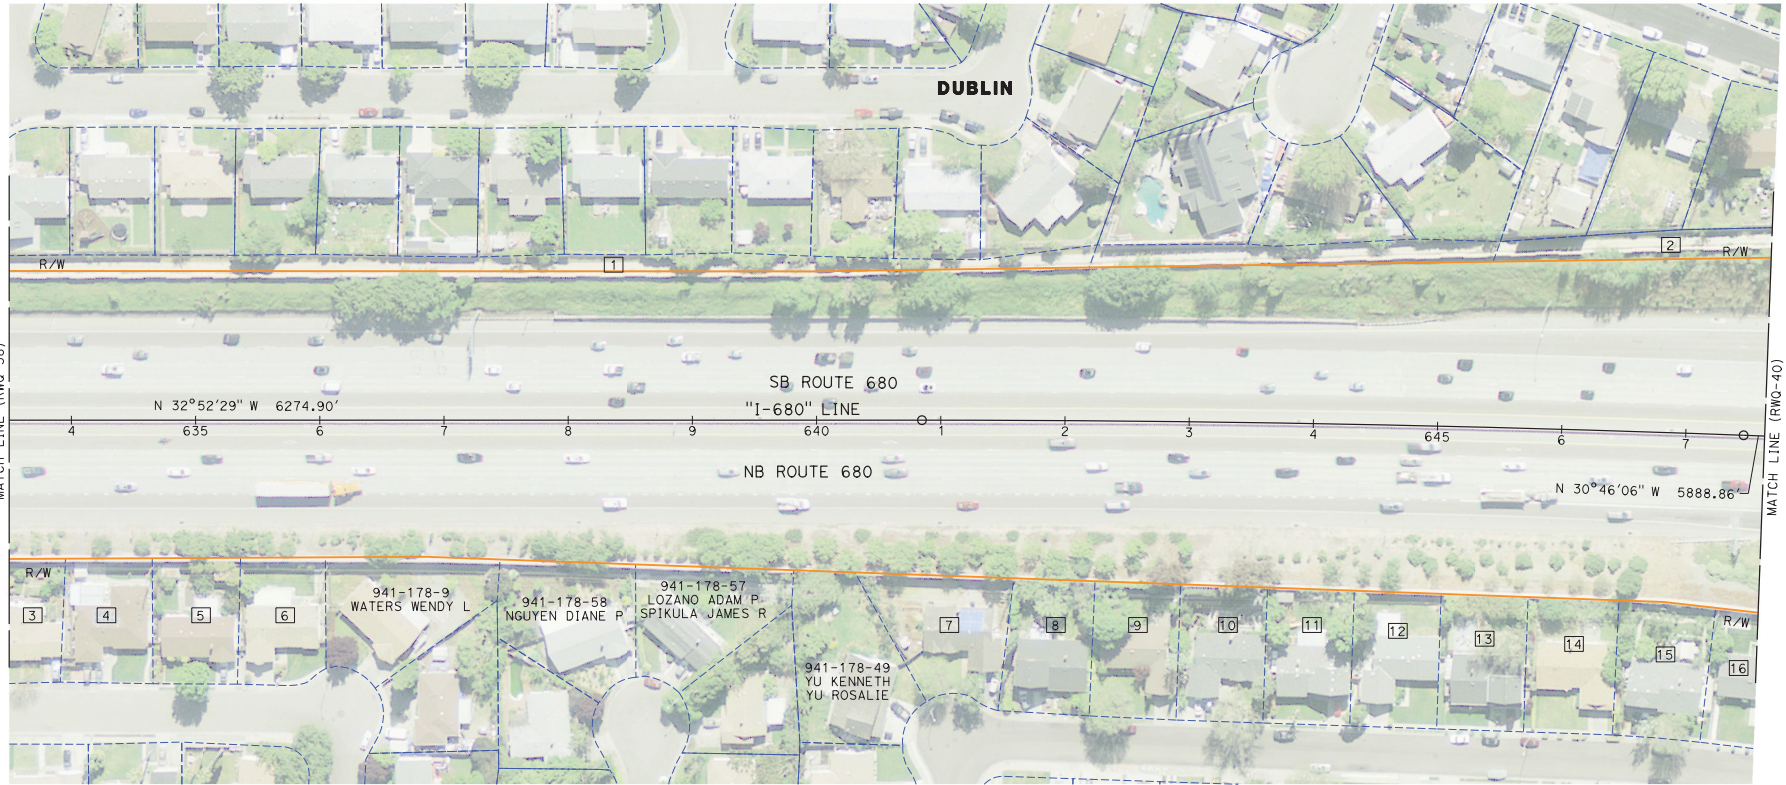 DUBLIN
R/W
1
2
R/W
SB ROUTE 680
N 32°52'29" W 6274.90'
"I-680" LINE
4
635
6
7
8
9
640
1
2
3
4
645
6
7
NB ROUTE 680
N 30°46'06" W 5888.86'
MATCH LINE (RWQ-40)
R/W
3
4
5
6
941-178-9
WATERS WENDY L
941-178-58
NGUYEN DIANE P
941-178-57
LOZANO ADAM P
SPIKULA JAMES R
941-178-49
YU KENNETH
YU ROSALIE
7
8
9
10
11
12
13
14
15
16
R/W